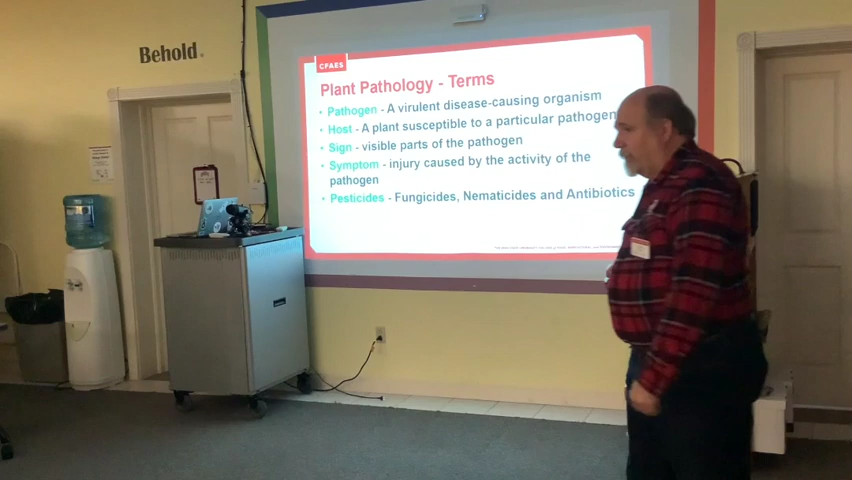 Behold.
CFAES
Plant Pathology - Terms
• Pathogen - A virulent disease-causing organism
• Host - A plant susceptible to a particular pathogen
• Sign - visible parts of the pathogen
• Symptom - injury caused by the activity of the
pathogen
• Pesticides - Fungicides, Nematicides and Antibiotics